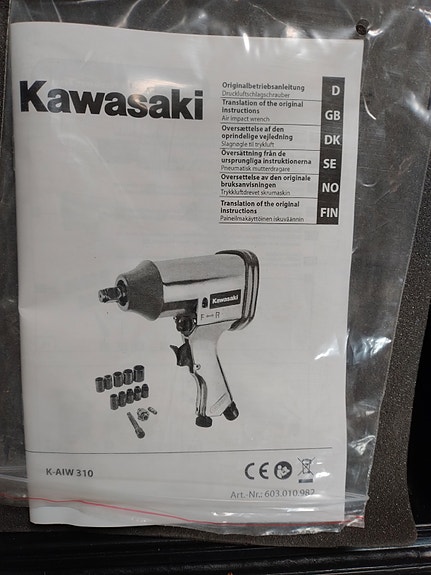 Kawasaki
Originalbetriebsanleitung
Druckluftschlagschrauber
D
Translation of the original
instructions
Air impact wrench
GB
Oversættelse af den
oprindelige vejledning
Slagnøgle til trykluft
DK
Översättning från de
ursprungliga instruktionerna
Pneumatisk mutterdragare
SE
Oversettelse av den originale
bruksanvisningen
Trykkluftdrevet skrumaskin
NO
Translation of the original
instructions
Paineilmakäyttöinen iskuväännin
FIN
Kawasaki
F R
K-AIW 310
CE
Art.-Nr.: 603.010.987